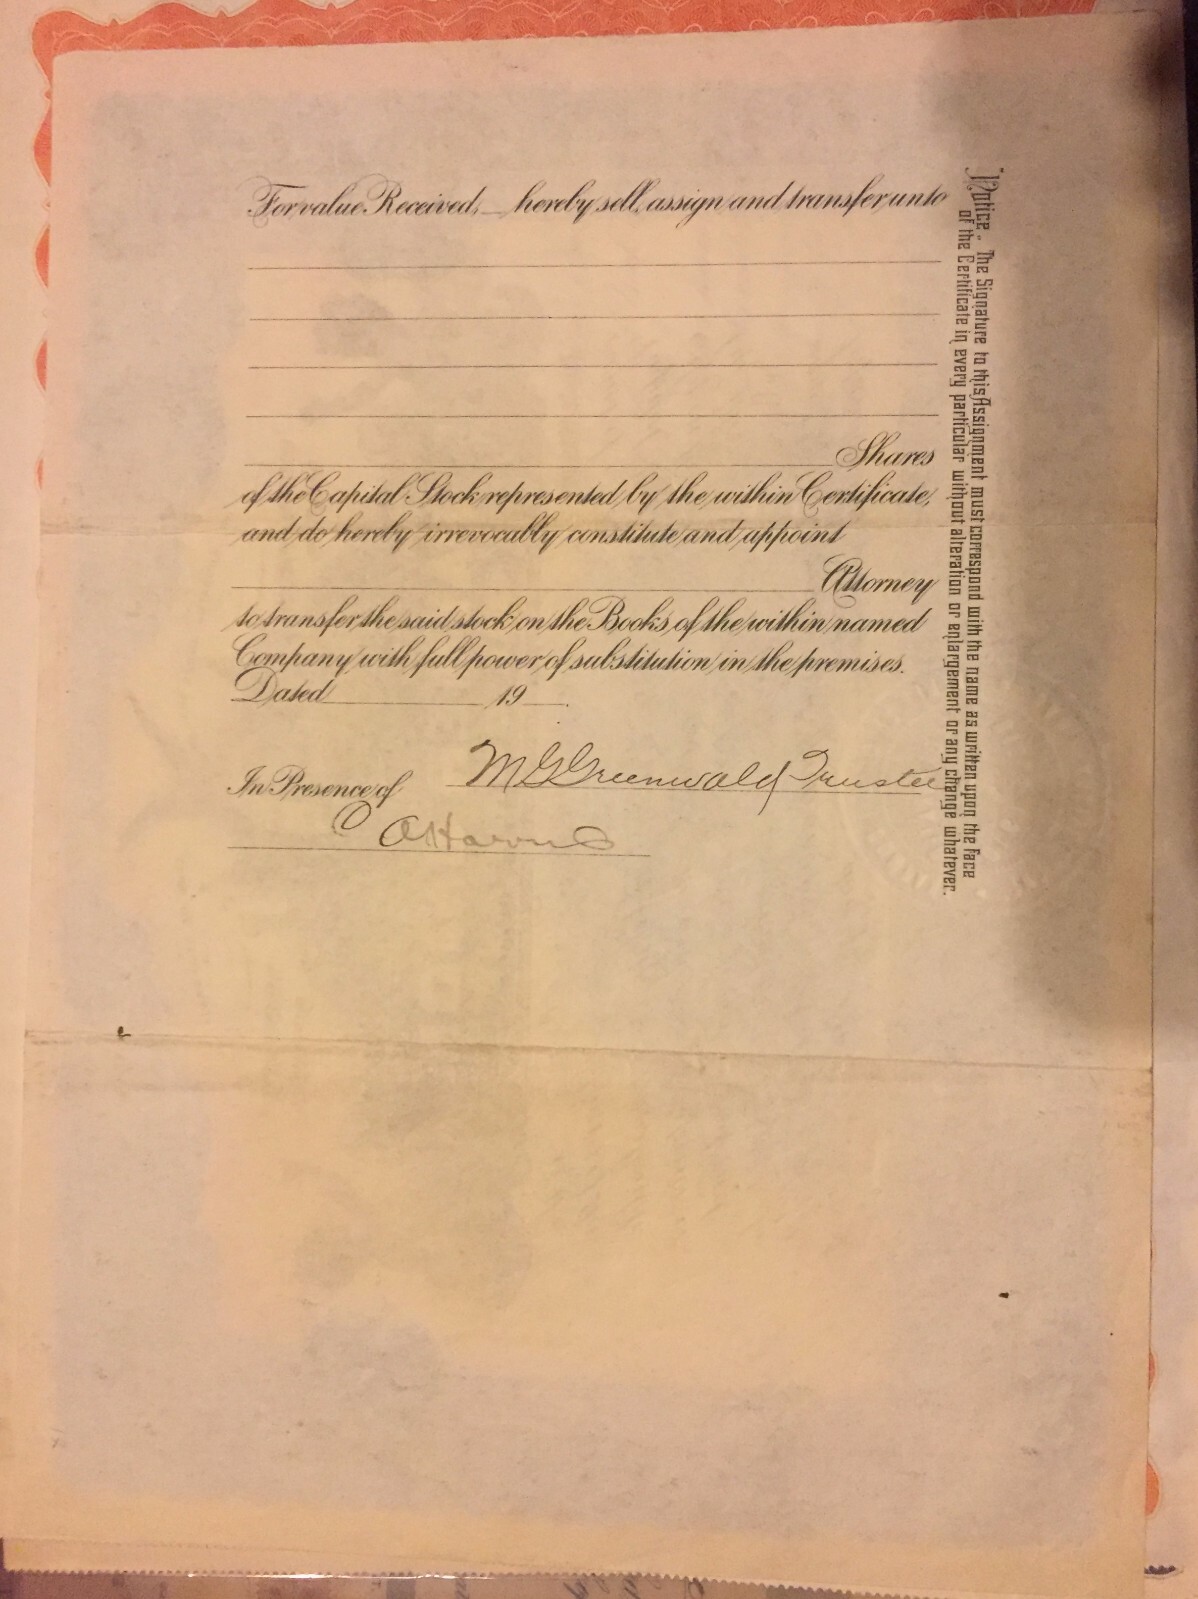 For value Received, hereby sell, assign and transfer unto
Shares
of the Capital Stock represented by the within Certificate,
and do hereby irrevocably constitute and appoint
Attorney
to transfer the said stock on the Books of the within named
Company with full power of substitution in the premises.
Dated 19 .
M G Greenwald Trustee
In Presence of
Notice. The Signature to this Assignment must correspond with the name as written upon the face
of the Certificate in every particular without alteration or enlargement or any change whatever.